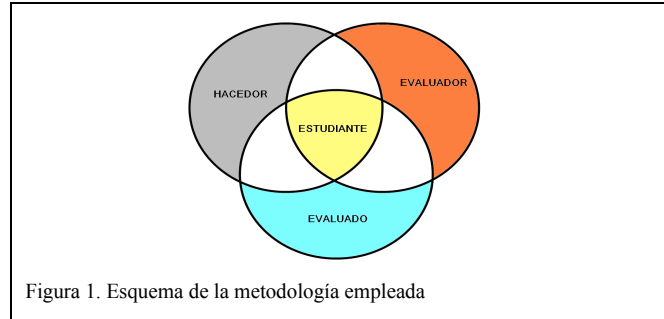 HACEDOR
EVALUADOR
ESTUDIANTE
EVALUADO
Figura 1. Esquema de la metodología empleada